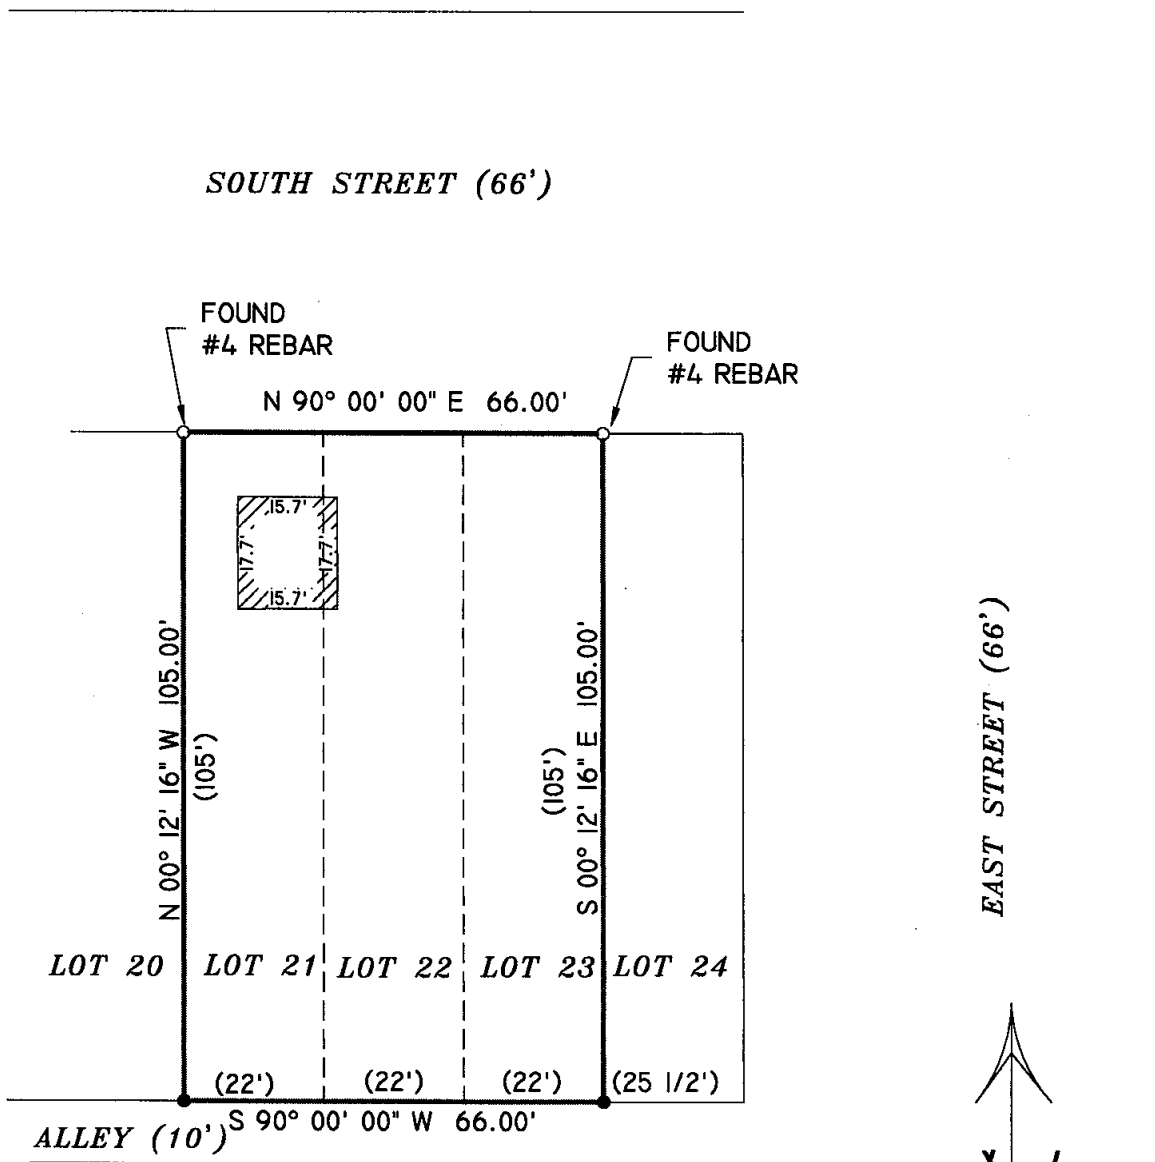 SOUTH STREET (66')
FOUND
#4 REBAR
FOUND
#4 REBAR
N 90° 00' 00" E 66.00'
15.7'
17.7'
17.7'
15.7'
N 00° 12' 16" W 105.00'
(105')
(105')
S 00° 12' 16" E 105.00'
EAST STREET (66')
LOT 20
LOT 21
LOT 22
LOT 23
LOT 24
(22')
(22')
(22')
(25 1/2')
S 90° 00' 00" W 66.00'
ALLEY (10')